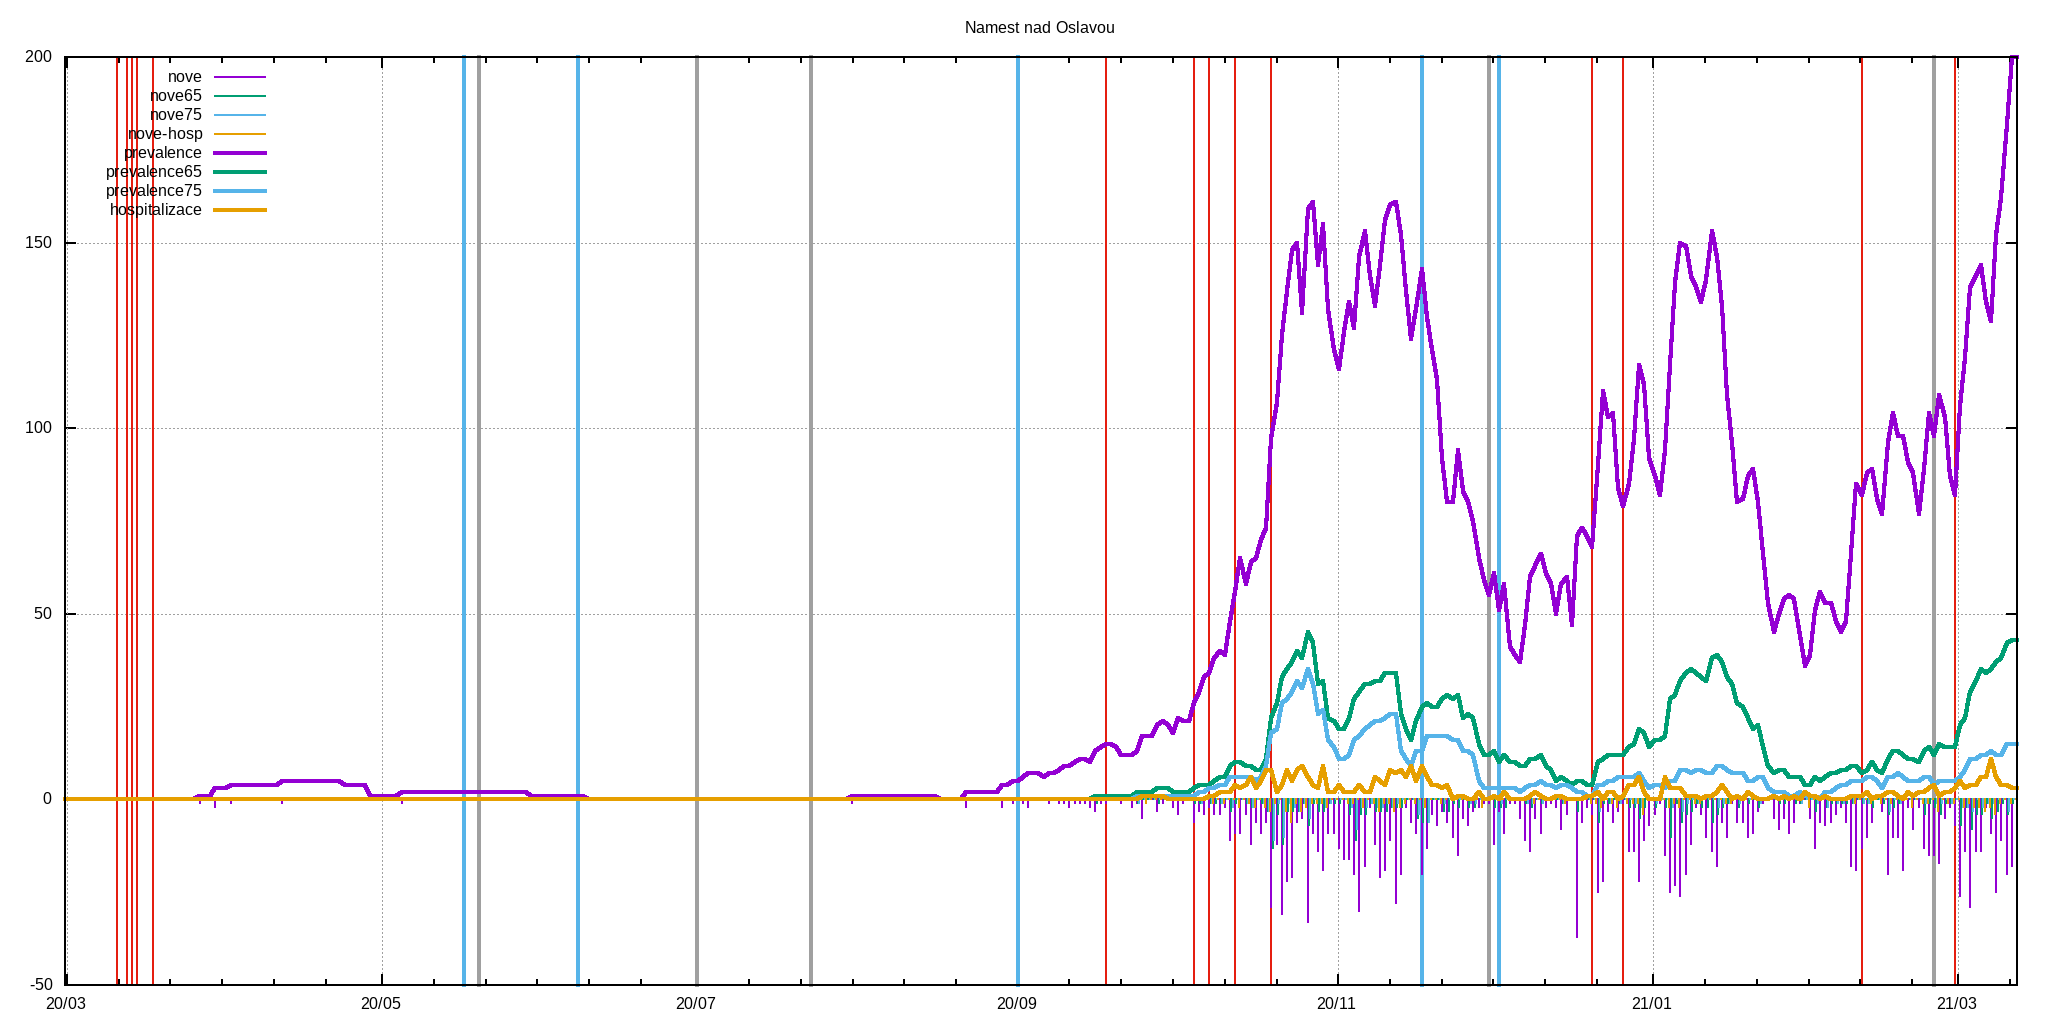 Namest nad Oslavou
200
150
100
50
0
-50
nove
nove65
nove75
nove-hosp
prevalence
prevalence65
prevalence75
hospitalizace
20/03 20/05 20/07 20/09 20/11 21/01 21/03